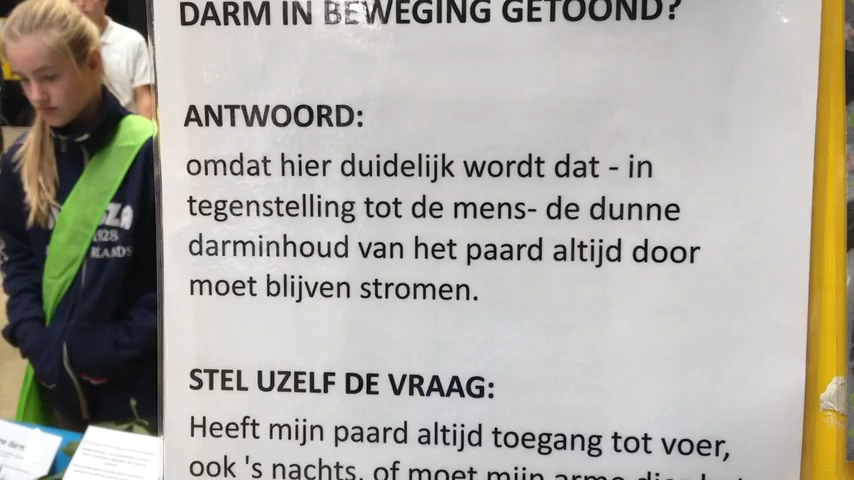 DARM IN BEWEGING GETOOND?
ANTWOORD:
omdat hier duidelijk wordt dat - in
tegenstelling tot de mens- de dunne
darminhoud van het paard altijd door
moet blijven stromen.
STEL UZELF DE VRAAG:
Heeft mijn paard altijd toegang tot voer,
ook 's nachts, of moet mijn arme dier het